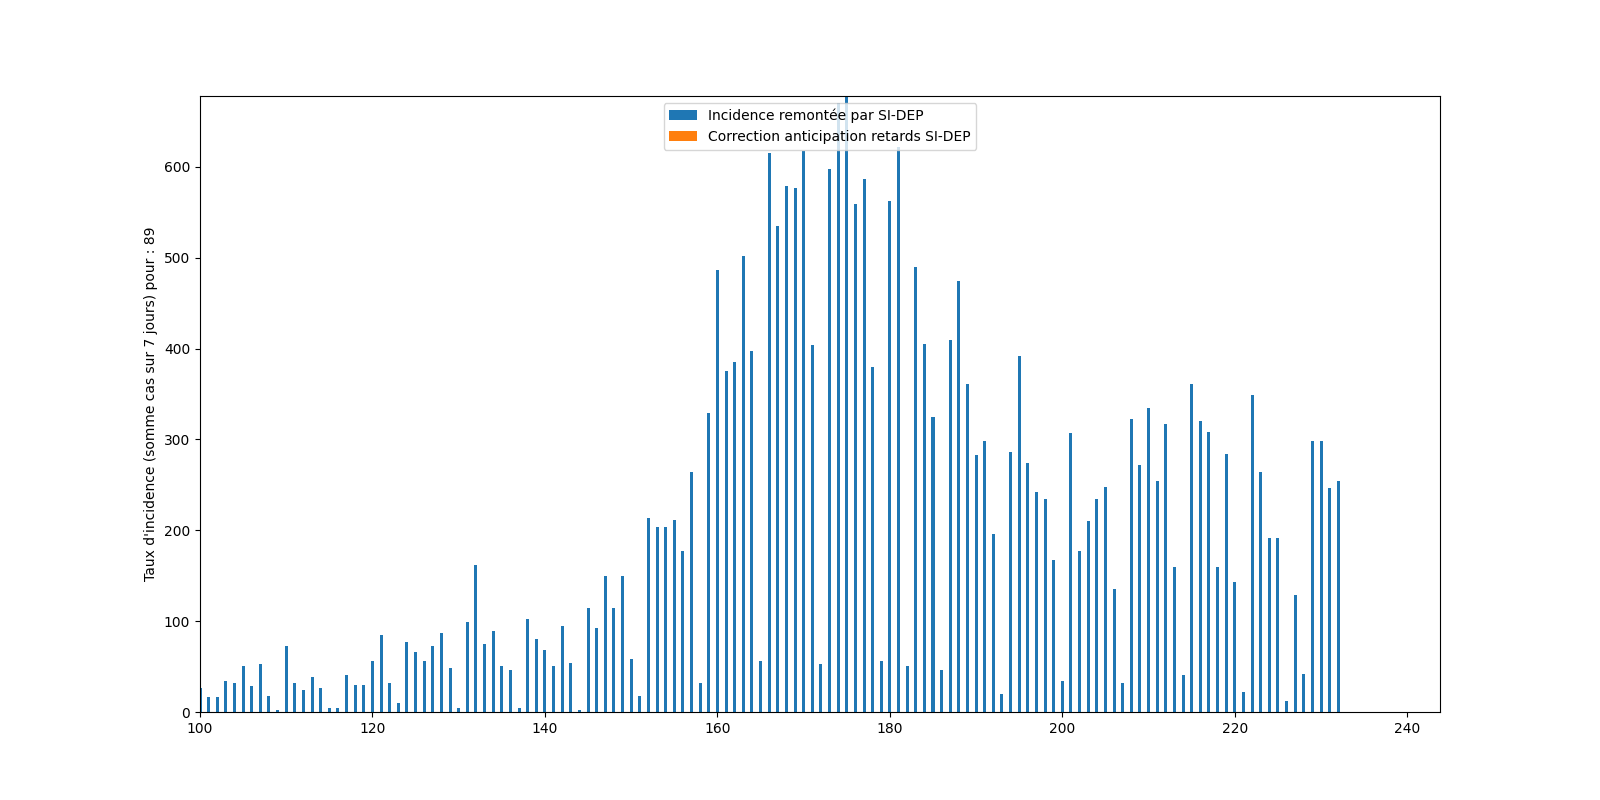 Incidence remontée par SI-DEP
Correction anticipation retards SI-DEP
Taux d'incidence (somme cas sur 7 jours) pour : 89
600
500
400
300
200
100
0
100 120 140 160 180 200 220 240